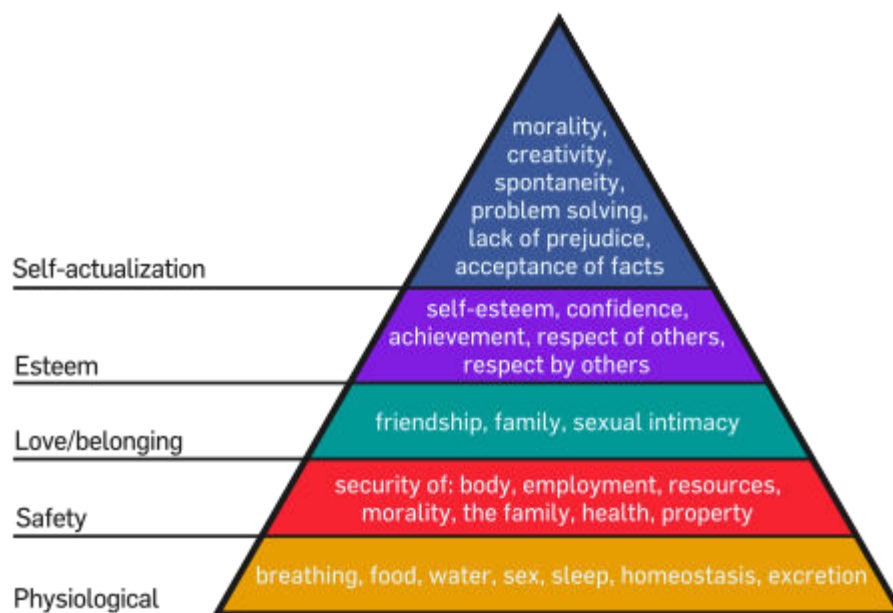 morality,
creativity,
spontaneity,
problem solving,
lack of prejudice,
acceptance of facts
Self-actualization
self-esteem, confidence,
achievement, respect of others,
respect by others
Esteem
friendship, family, sexual intimacy
Love/belonging
security of: body, employment, resources,
morality, the family, health, property
Safety
breathing, food, water, sex, sleep, homeostasis, excretion
Physiological